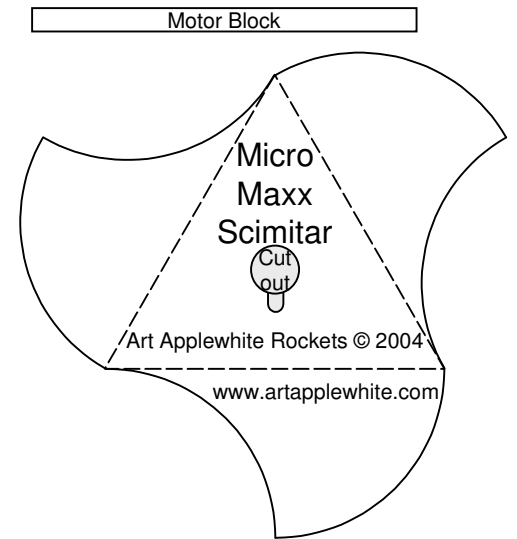 Motor Block
Micro
Maxx
Scimitar
Cut
out
Art Applewhite Rockets © 2004
www.artapplewhite.com